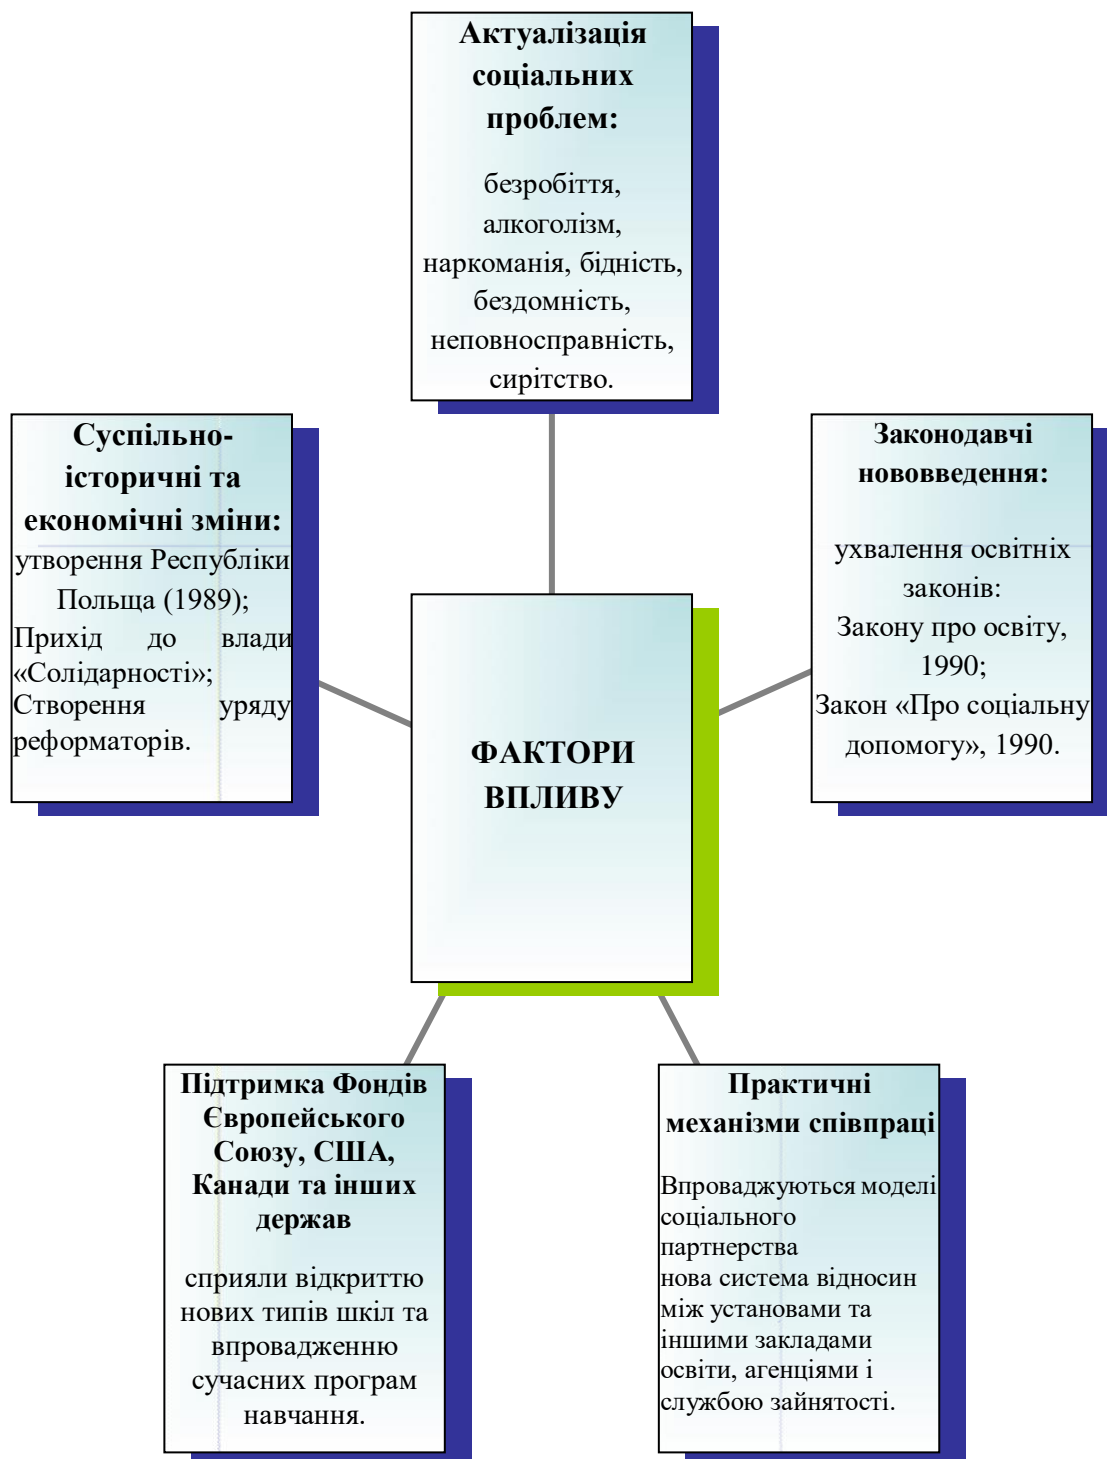 Актуалізація
соціальних
проблем:
безробіття,
алкоголізм,
наркоманія, бідність,
бездомність,
неповносправність,
сирітство.
Суспільно-
історичні та
економічні зміни:
утворення Республіки
Польща (1989);
Прихід до влади
«Солідарності»;
Створення уряду
реформаторів.
Законодавчі
нововведення:
ухвалення освітніх
законів:
Закону про освіту,
1990;
Закон «Про соціальну
допомогу», 1990.
ФАКТОРИ
ВПЛИВУ
Підтримка Фондів
Європейського
Союзу, США,
Канади та інших
держав
сприяли відкриттю
нових типів шкіл та
впровадженню
сучасних програм
навчання.
Практичні
механізми співпраці
Впроваджуються моделі
соціального
партнерства
нова система відносин
між установами та
іншими закладами
освіти, агенціями і
службою зайнятості.